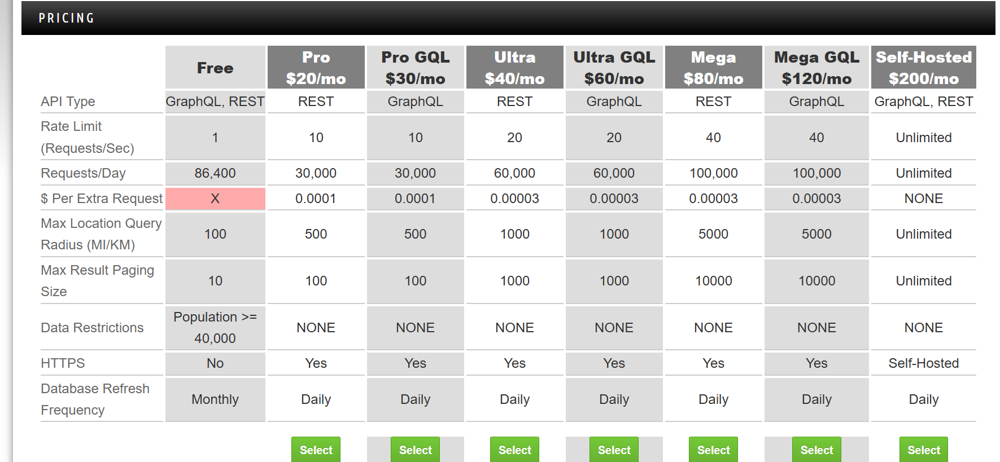 PRICING
Free
Pro
$20/mo
Pro GQL
$30/mo
Ultra
$40/mo
Ultra GQL
$60/mo
Mega
$80/mo
Mega GQL
$120/mo
Self-Hosted
$200/mo
API Type GraphQL, REST REST GraphQL REST GraphQL REST GraphQL GraphQL, REST
Rate Limit
(Requests/Sec) 1 10 10 20 20 40 40 Unlimited
Requests/Day 86,400 30,000 30,000 60,000 60,000 100,000 100,000 Unlimited
$ Per Extra Request X 0.0001 0.0001 0.00003 0.00003 0.00003 0.00003 NONE
Max Location Query
Radius (MI/KM) 100 500 500 1000 1000 5000 5000 Unlimited
Max Result Paging
Size 10 100 100 1000 1000 10000 10000 Unlimited
Data Restrictions Population >=
40,000 NONE NONE NONE NONE NONE NONE NONE
HTTPS No Yes Yes Yes Yes Yes Yes Self-Hosted
Database Refresh
Frequency Monthly Daily Daily Daily Daily Daily Daily Daily
Select Select Select Select Select Select Select